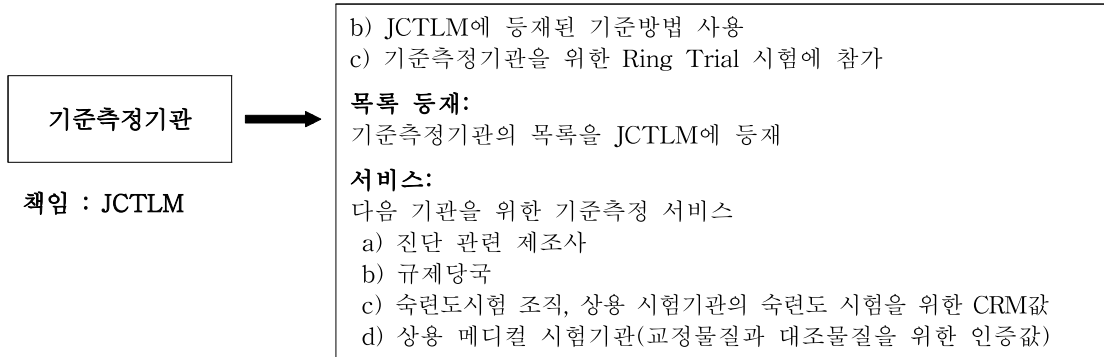 기준측정기관
책임 : JCTLM
b) JCTLM에 등재된 기준방법 사용
c) 기준측정기관을 위한 Ring Trial 시험에 참가
목록 등재:
기준측정기관의 목록을 JCTLM에 등재
서비스:
다음 기관을 위한 기준측정 서비스
a) 진단 관련 제조사
b) 규제당국
c) 숙련도시험 조직, 상용 시험기관의 숙련도 시험을 위한 CRM값
d) 상용 메디컬 시험기관(교정물질과 대조물질을 위한 인증값)